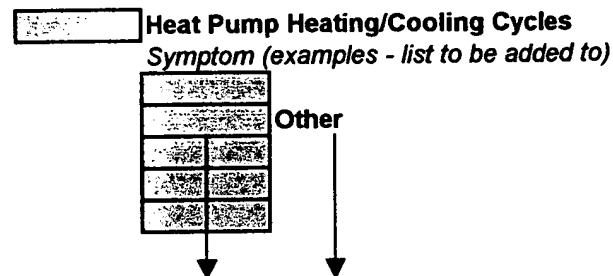 Heat Pump Heating/Cooling Cycles
Symptom (examples - list to be added to)
Other